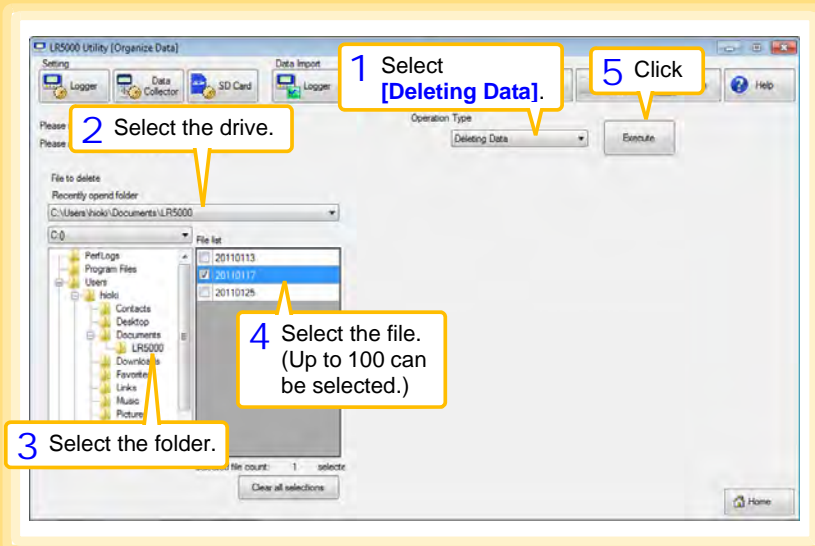 LR5000 Utility [Organize Data]
Setting
Data Import
Logger
Data Collector
SD Card
Logger
Help
1 Select
[Deleting Data].
5 Click
Please
Please
2 Select the drive.
Operation Type
Deleting Data
Execute
File to delete
Recently opend folder
C:\Users\hioki\Documents\LR5000
C:()
File list
PerfLogs
Program Files
Users
hioki
Contacts
Desktop
Documents
LR5000
Downloads
Favorites
Links
Music
Picture
20110113
20110117
20110125
4 Select the file.
(Up to 100 can
be selected.)
3 Select the folder.
file count: 1 selecte
Clear all selections
Home